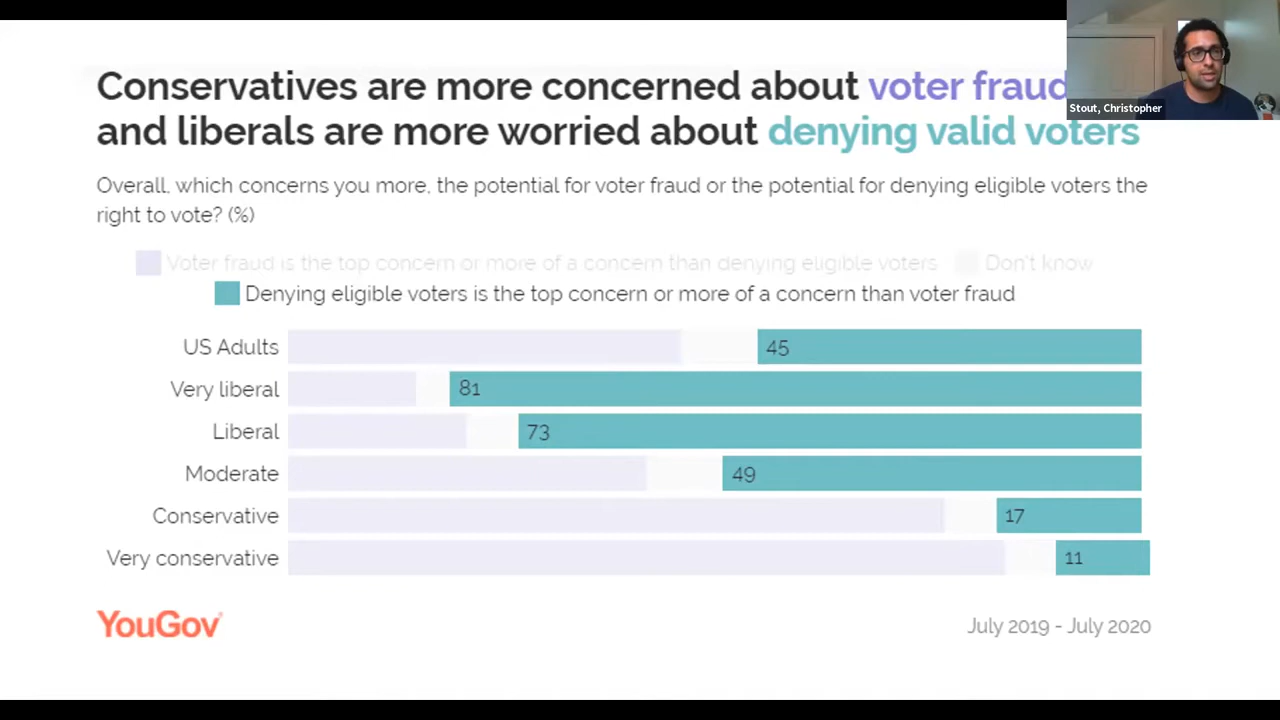 Conservatives are more concerned about voter fraud
and liberals are more worried about denying valid voters
Stout, Christopher
Overall, which concerns you more, the potential for voter fraud or the potential for denying eligible voters the
right to vote? (%)
Voter fraud is the top concern or more of a concern than denying eligible voters Don't know
Denying eligible voters is the top concern or more of a concern than voter fraud
US Adults 45
Very liberal 81
Liberal 73
Moderate 49
Conservative 17
Very conservative 11
YouGov July 2019 - July 2020